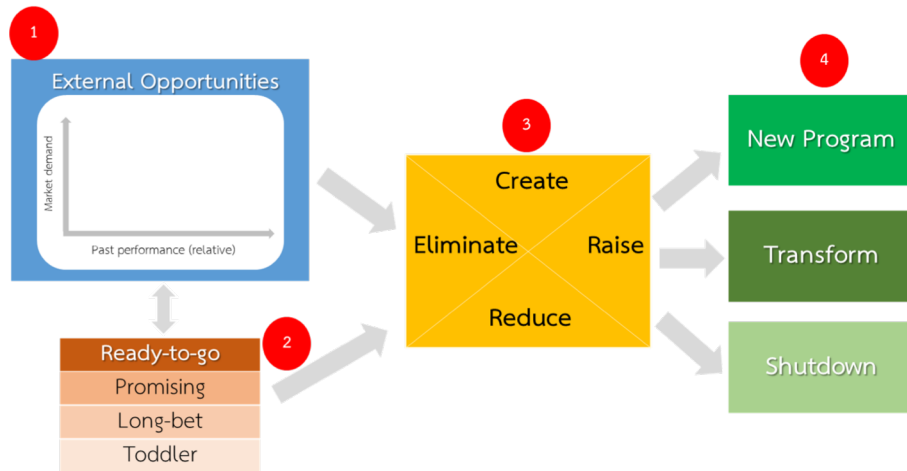 1
External Opportunities
Market demand
Past performance (relative)
2
Ready-to-go
Promising
Long-bet
Toddler
3
Create
Eliminate
Raise
Reduce
4
New Program
Transform
Shutdown